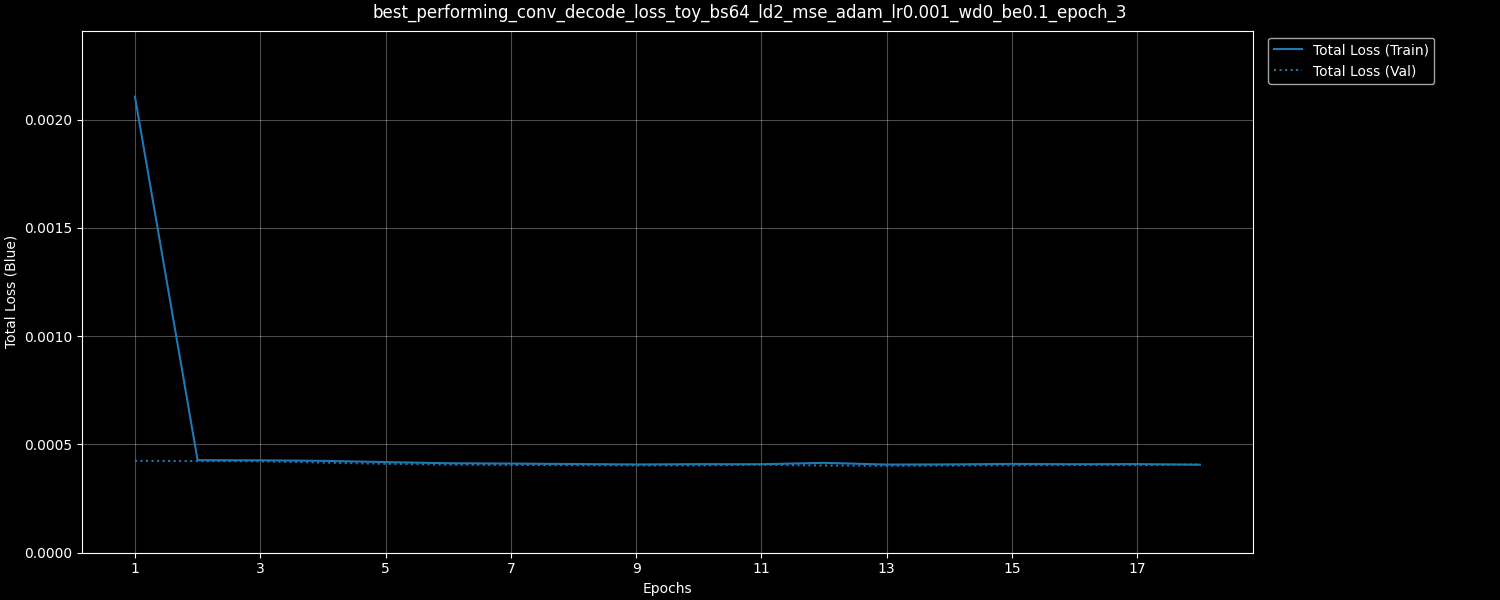 best_performing_conv_decode_loss_toy_bs64_ld2_mse_adam_lr0.001_wd0_be0.1_epoch_3
Total Loss (Train)
Total Loss (Val)
Total Loss (Blue)
0.0020
0.0015
0.0010
0.0005
0.0000
1 3 5 7 9 11 13 15 17
Epochs